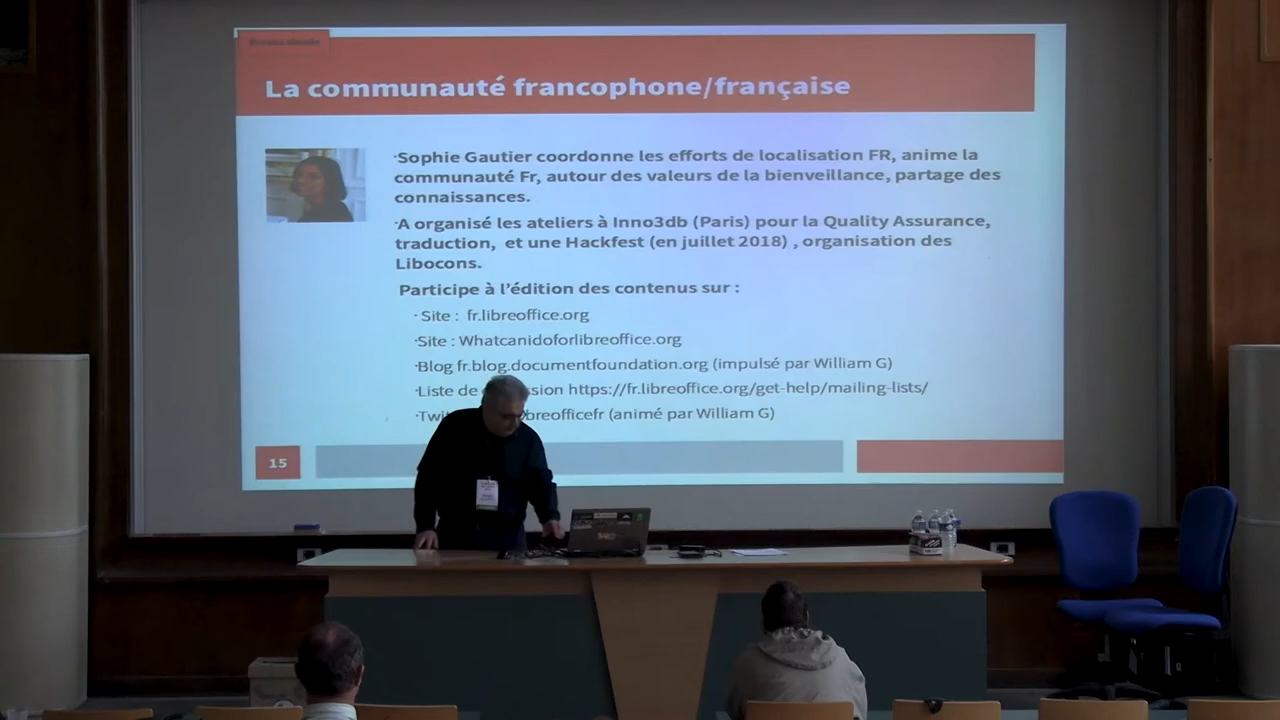 La communauté francophone/française
·Sophie Gautier coordonne les efforts de localisation FR, anime la
communauté Fr, autour des valeurs de la bienveillance, partage des
connaissances.
·A organisé les ateliers à Inno3db (Paris) pour la Quality Assurance,
traduction, et une Hackfest (en juillet 2018) , organisation des
Libocons.
Participe à l'édition des contenus sur :
· Site : fr.libreoffice.org
·Site : Whatcanidoforlibreoffice.org
·Blog fr.blog.documentfoundation.org (impulsé par William G)
·Liste de ssion https://fr.libreoffice.org/get-help/mailing-lists/
·Twi breofficefr (animé par William G)
15